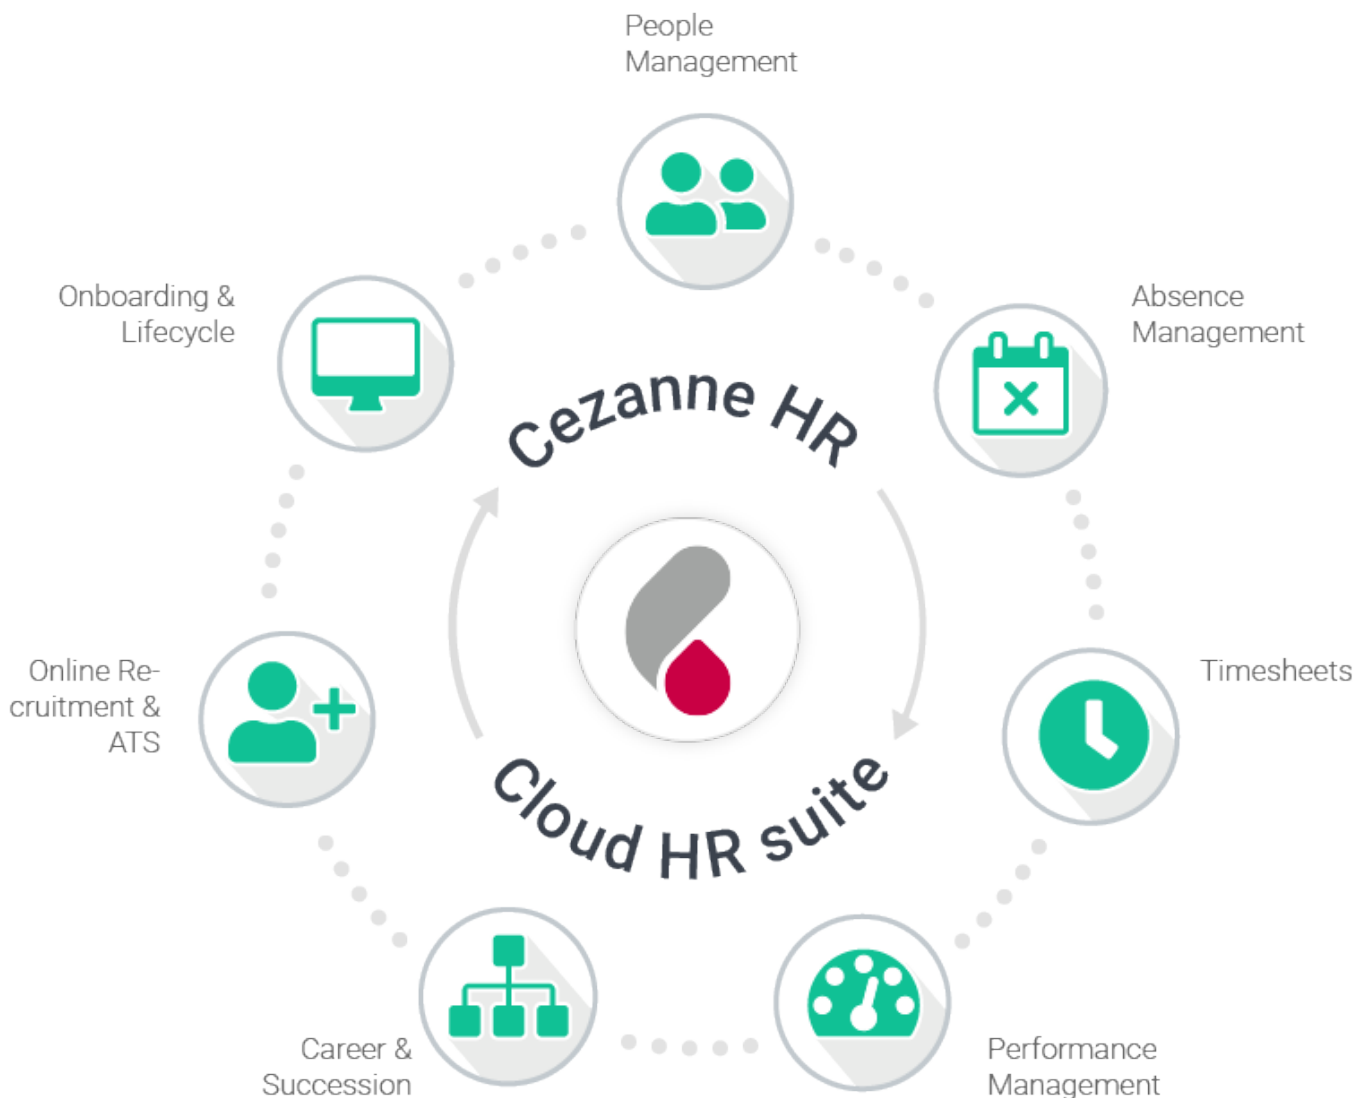 People
Management
Onboarding &
Lifecycle
Absence
Management
Cezanne HR
Online Re-
cruitment &
ATS
Timesheets
Cloud HR suite
Career &
Succession
Performance
Management